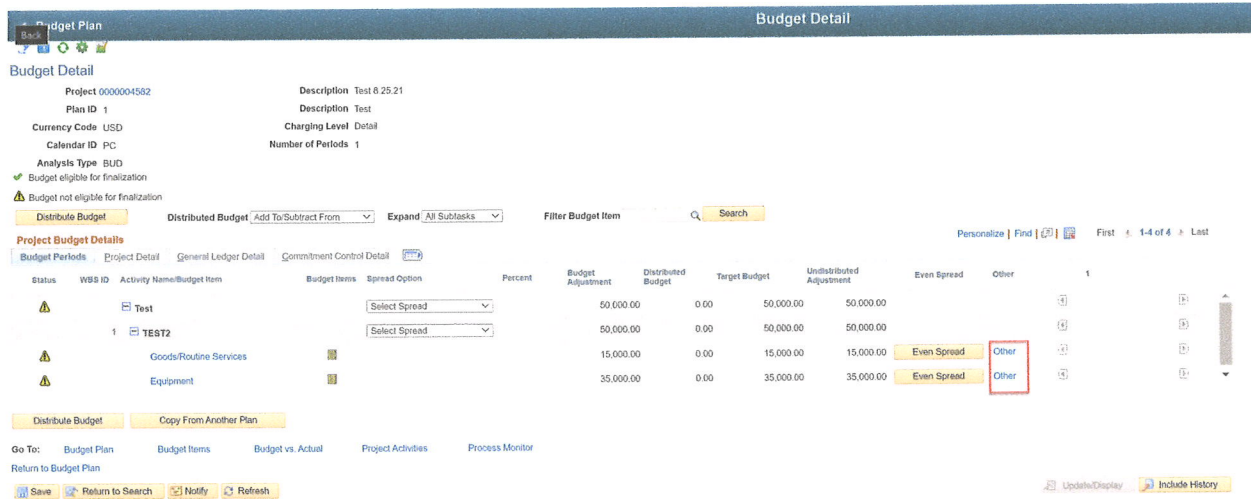 Budget Plan
Budget Detail
Back
Budget Detail
Project 0000004582 Description Test 8.25.21
Plan ID 1 Description Test
Currency Code USD Charging Level Detail
Calendar ID PC Number of Periods 1
Analysis Type BUD
Budget eligible for finalization
Budget not eligible for finalization
Distribute Budget Distributed Budget Add To/Subtract From Expand All Subtasks Filter Budget Item Search
Project Budget Details Personalize | Find | First 1-4 of 4 Last
Budget Periods Project Detail General Ledger Detail Commitment Control Detail
Status WBS ID Activity Name/Budget Item Budget Items Spread Option Percent Budget Adjustment Distributed Budget Target Budget Undistributed Adjustment Even Spread Other 1
Test Select Spread 50,000.00 0.00 50,000.00 50,000.00
1 TEST2 Select Spread 50,000.00 0.00 50,000.00 50,000.00
Goods/Routine Services 15,000.00 0.00 15,000.00 15,000.00 Even Spread Other
Equipment 35,000.00 0.00 35,000.00 35,000.00 Even Spread Other
Distribute Budget Copy From Another Plan
Go To: Budget Plan Budget Items Budget vs. Actual Project Activities Process Monitor
Return to Budget Plan
Save Return to Search Notify Refresh Update/Display Include History